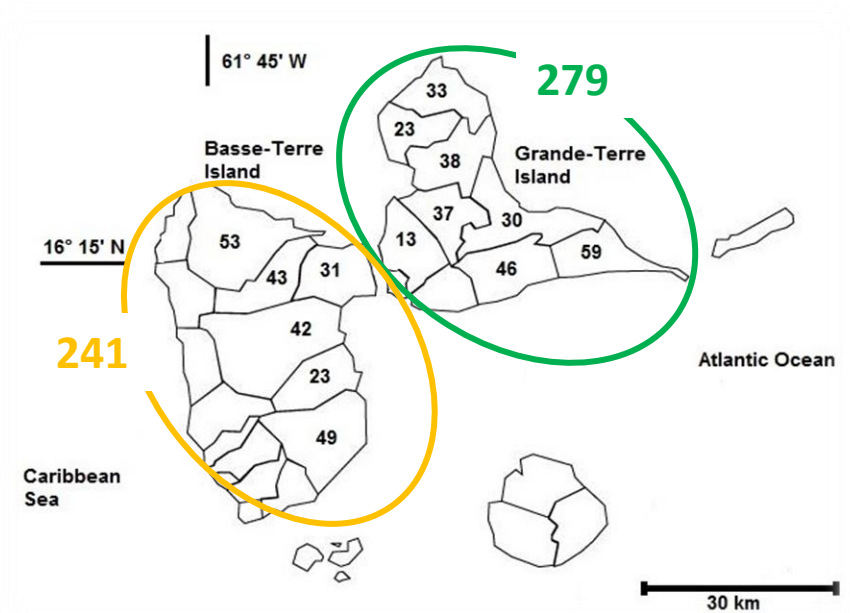 61° 45' W
279
33
23
Basse-Terre
Island
38
Grande-Terre
Island
37
30
53
13
16° 15' N
59
43
31
46
42
241
Atlantic Ocean
23
49
Caribbean
Sea
30 km